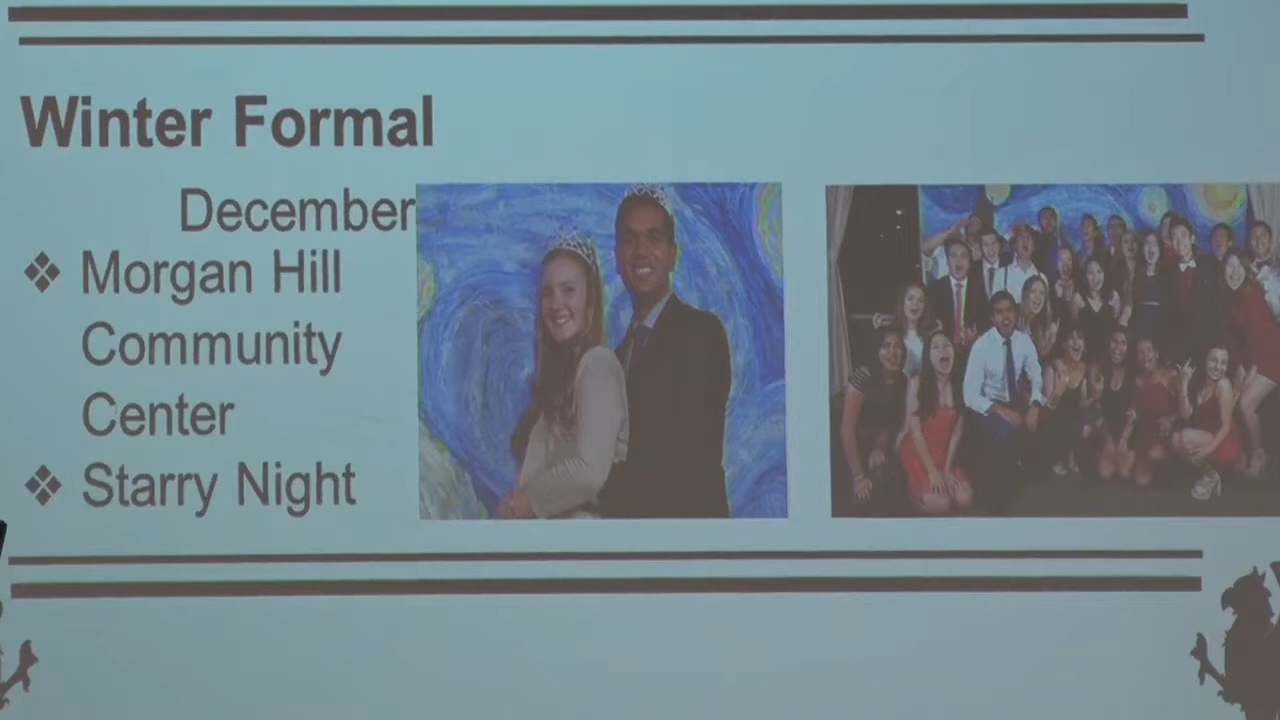 Winter Formal
December
❖ Morgan Hill
Community
Center
❖ Starry Night